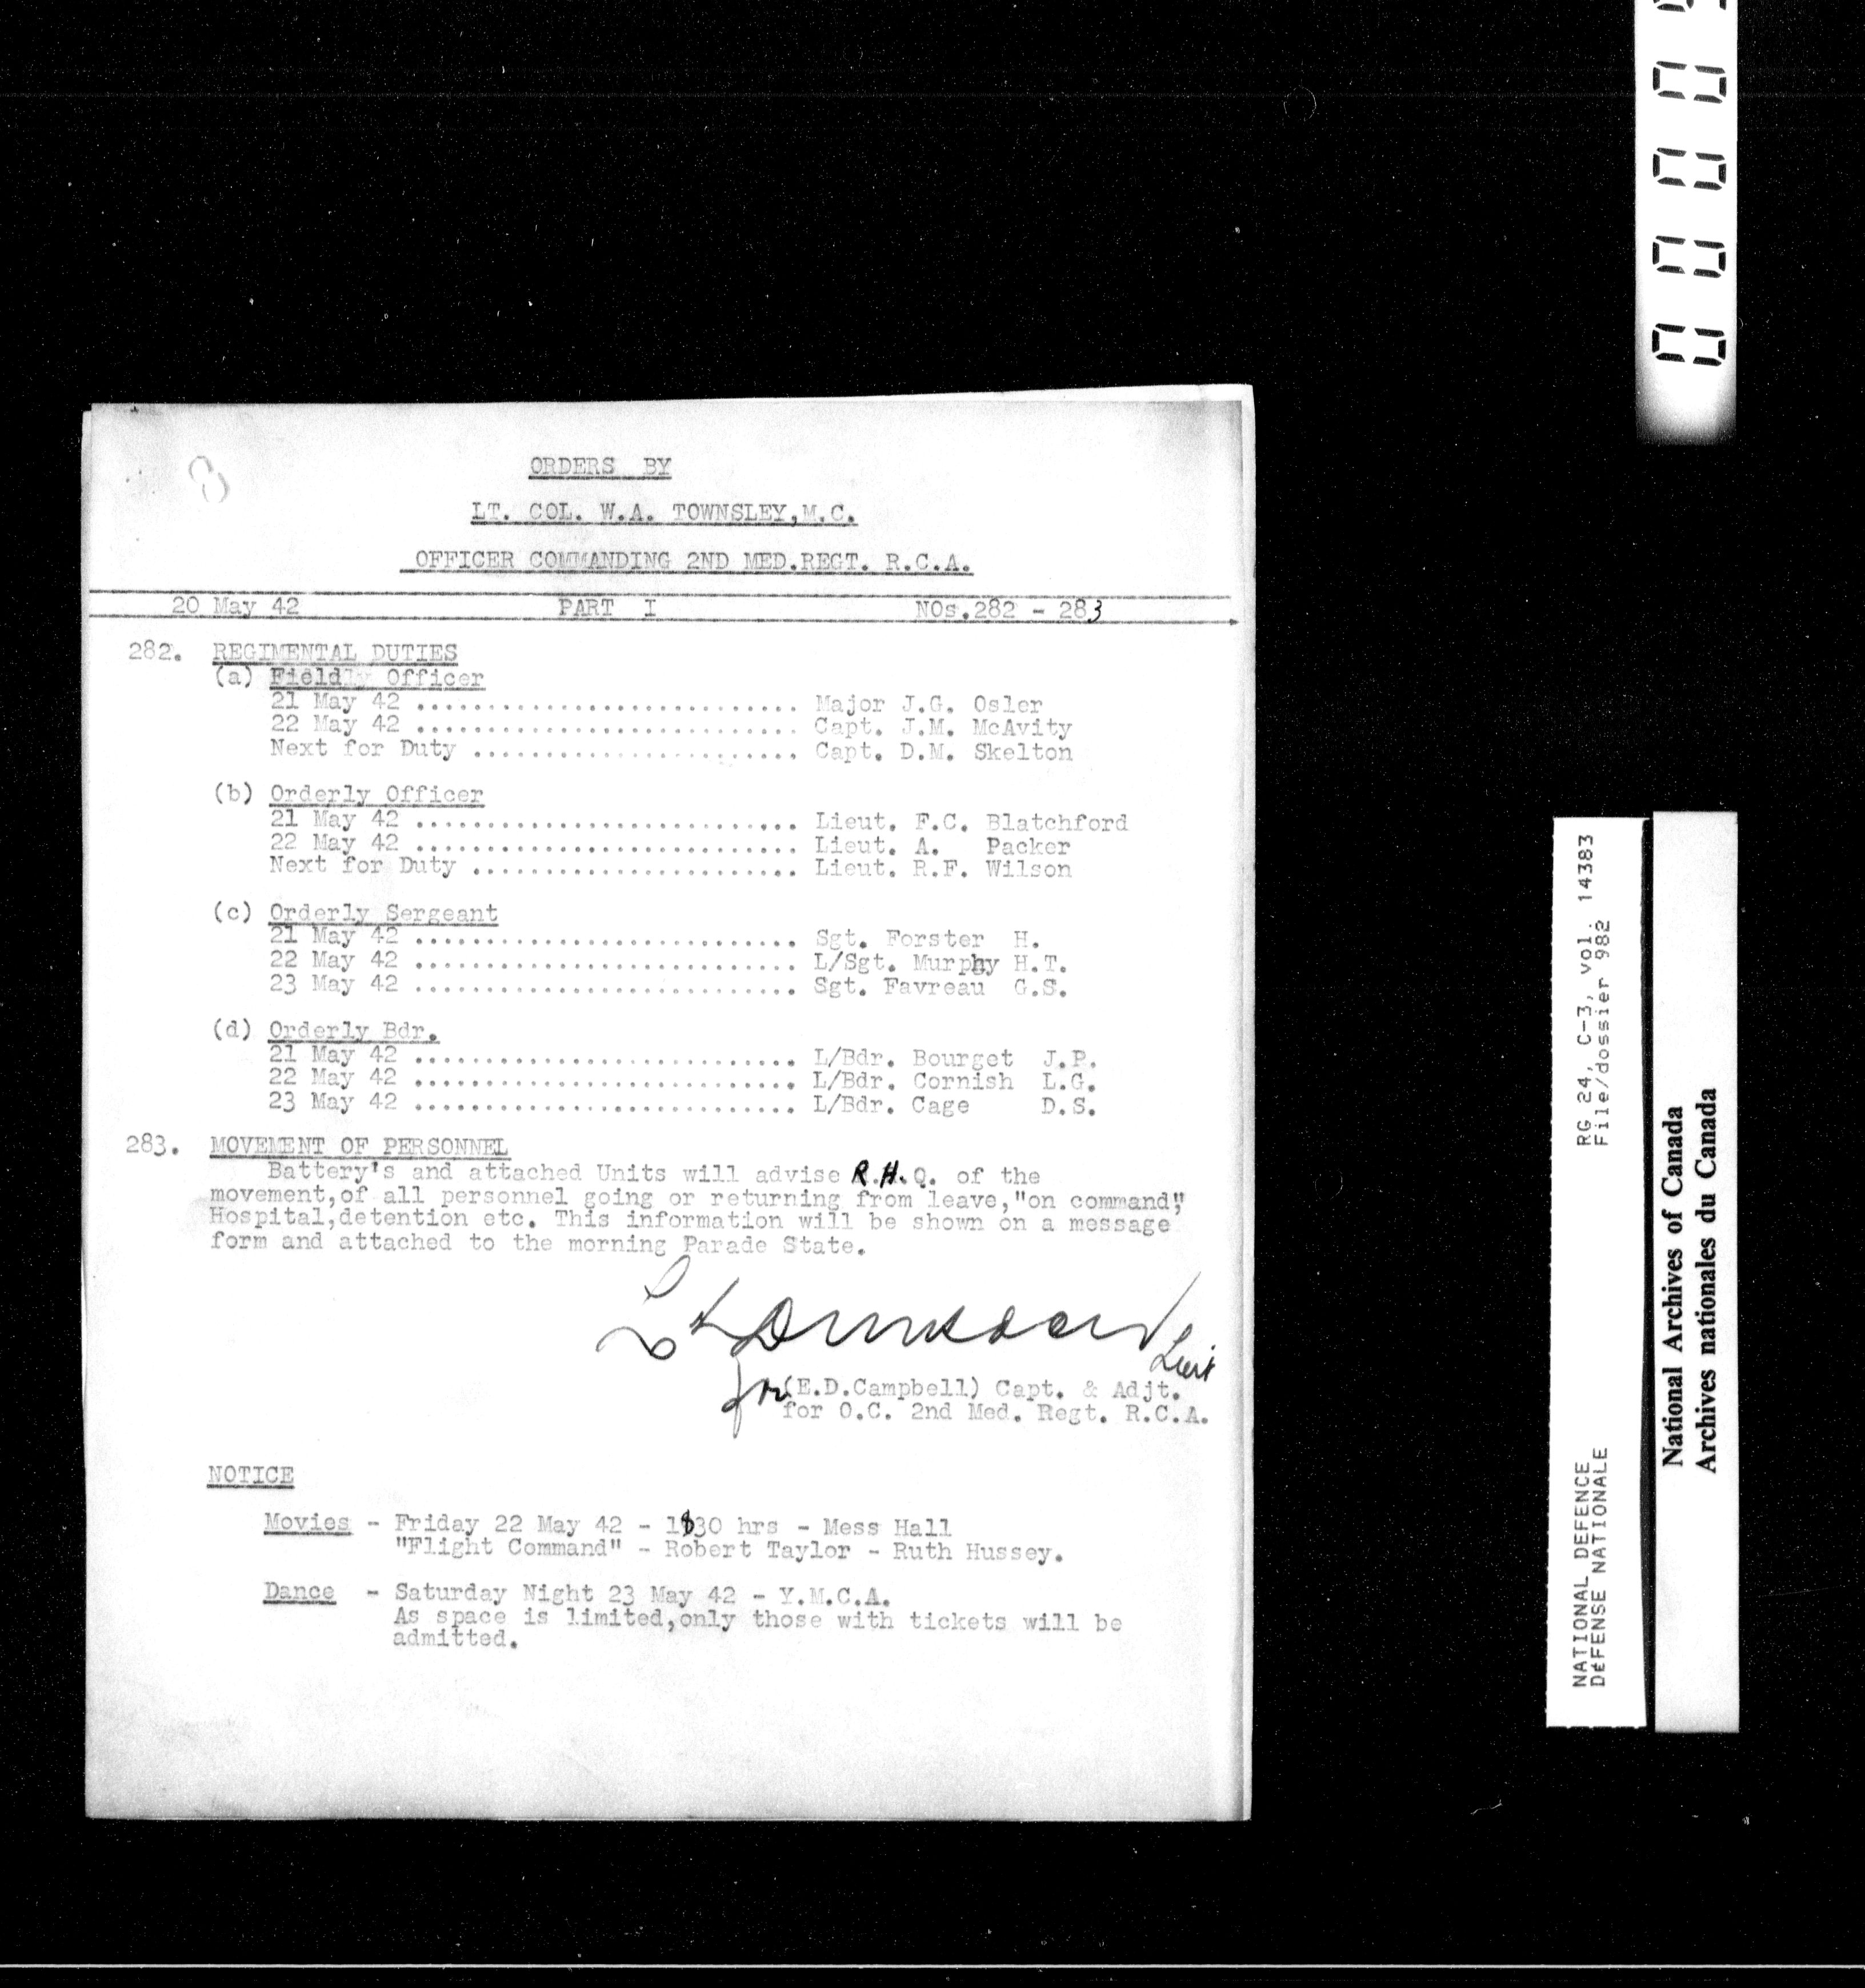 ORDERS BY
LT. COL. W.A. TOWNSLEY,M.C.
OFFICER COMMANDING 2ND MED.REGT. R.C.A.
20 May 42 PART I NOs.282 - 283
282. REGIMENTAL DUTIES
(a) Field Officer
21 May 42 ........................... Major J.G. Osler
22 May 42 ........................... Capt. J.M. McAvity
Next for Duty ....................... Capt. D.M. Skelton
(b) Orderly Officer
21 May 42 ........................... Lieut. F.C. Blatchford
22 May 42 ........................... Lieut. A. Packer
Next for Duty ....................... Lieut. R.F. Wilson
(c) Orderly Sergeant
21 May 42 ........................... Sgt. Forster H.
22 May 42 ........................... L/Sgt. Murphy H.T.
23 May 42 ........................... Sgt. Favreau G.S.
(d) Orderly Bdr.
21 May 42 ........................... L/Bdr. Bourget J.P.
22 May 42 ........................... L/Bdr. Cornish L.G.
23 May 42 ........................... L/Bdr. Cage D.S.
283. MOVEMENT OF PERSONNEL
Battery's and attached Units will advise R.H.Q. of the
movement,of all personnel going or returning from leave,"on command",
Hospital,detention etc. This information will be shown on a message
form and attached to the morning Parade State.
Lieut
for (E.D.Campbell) Capt. & Adjt.
for O.C. 2nd Med. Regt. R.C.A.
NOTICE
Movies - Friday 22 May 42 - 1830 hrs - Mess Hall
"Flight Command" - Robert Taylor - Ruth Hussey.
Dance - Saturday Night 23 May 42 - Y.M.C.A.
As space is limited,only those with tickets will be
admitted.
RG 24, C-3, vol. 14383
File/dossier 982
NATIONAL DEFENCE
DÉFENSE NATIONALE
National Archives of Canada
Archives nationales du Canada